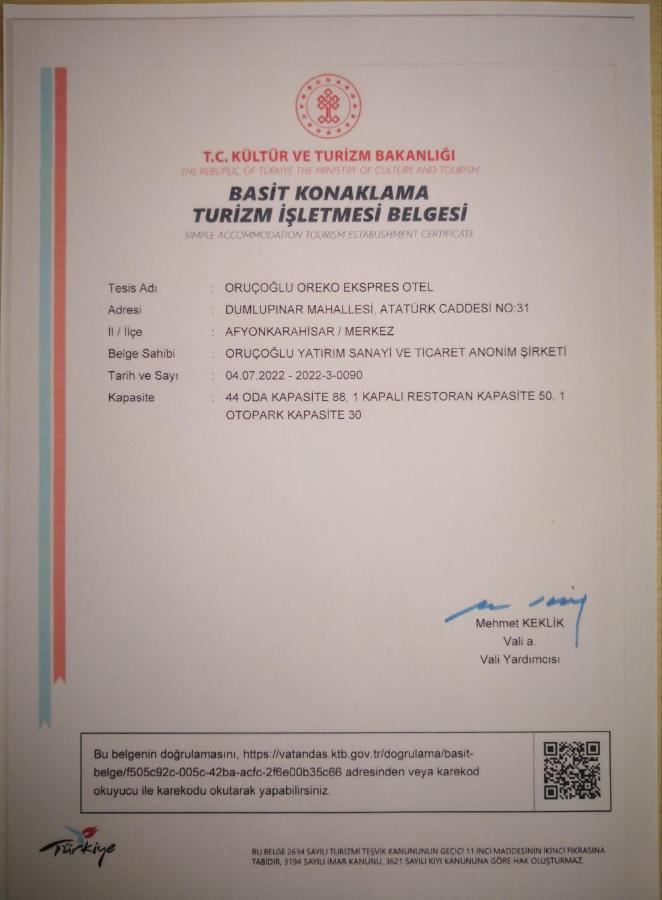 T.C. KÜLTÜR VE TURİZM BAKANLIĞI
THE REBUPLIC OF TURKIYE THE MINISTRY OF CULTURE AND TOURISM
BASİT KONAKLAMA
TURİZM İŞLETMESİ BELGESİ
SIMPLE ACCOMMODATION TOURISM ESTABLISHMENT CERTIFICATE
Tesis Adı : ORUÇOĞLU OREKO EKSPRES OTEL
Adresi : DUMLUPINAR MAHALLESİ, ATATÜRK CADDESİ NO:31
İl / İlçe : AFYONKARAHİSAR / MERKEZ
Belge Sahibi : ORUÇOĞLU YATIRIM SANAYİ VE TİCARET ANONİM ŞİRKETİ
Tarih ve Sayı : 04.07.2022 - 2022-3-0090
Kapasite : 44 ODA KAPASİTE 88, 1 KAPALI RESTORAN KAPASİTE 50, 1
OTOPARK KAPASİTE 30
Mehmet KEKLİK
Vali a.
Vali Yardımcısı
Bu belgenin doğrulamasını, https://vatandas.ktb.gov.tr/dogrulama/basit-
belge/f505c92c-005c-42ba-acfc-2f6e00b35c66 adresinden veya karekod
okuyucu ile karekodu okutarak yapabilirsiniz.
Türkiye
BU BELGE 2634 SAYILI TURİZMİ TEŞVİK KANUNUNUN GEÇİCİ 11 İNCİ MADDESİNİN İKİNCİ FIKRASINA
TABİDİR, 3194 SAYILI İMAR KANUNU, 3621 SAYILI KIYI KANUNUNA GÖRE HAK OLUŞTURMAZ.